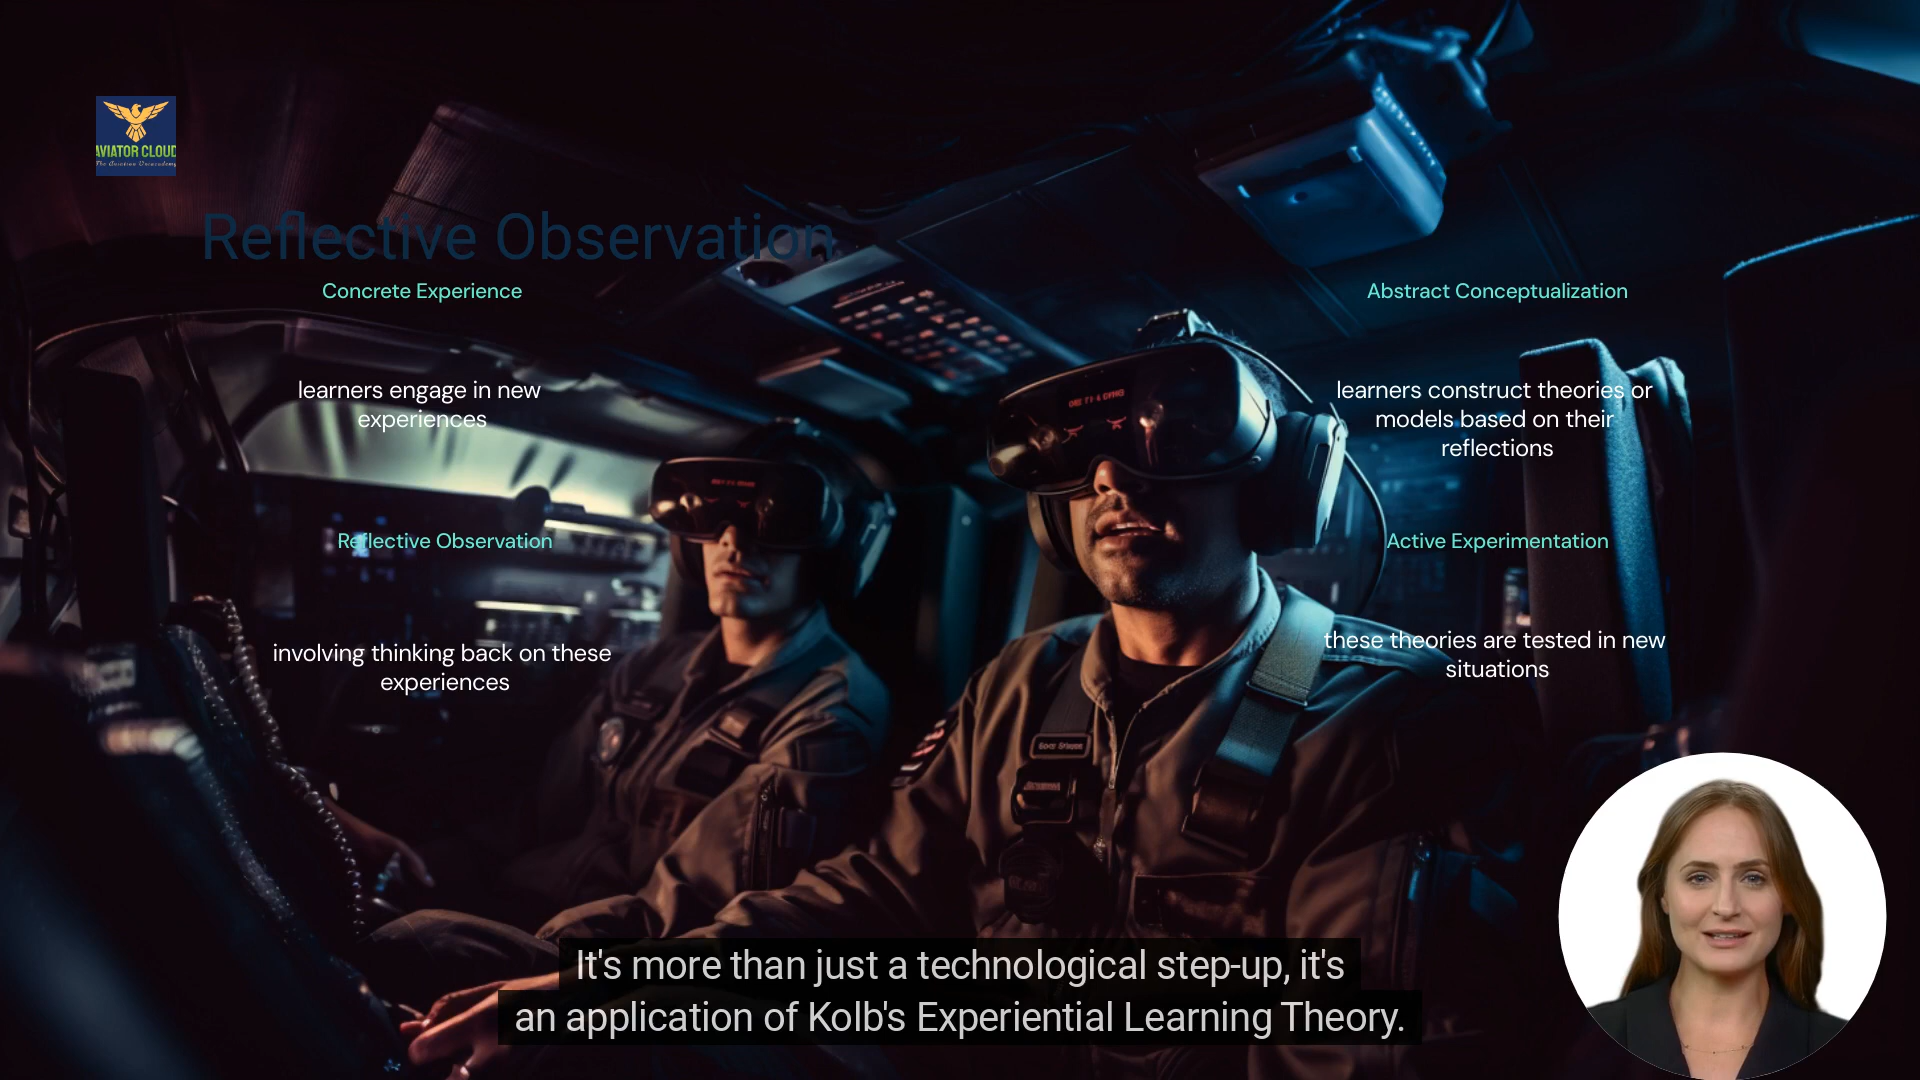 AVIATOR CLOUD
Reflective Observation
Concrete Experience
learners engage in new
experiences
Reflective Observation
involving thinking back on these
experiences
Abstract Conceptualization
learners construct theories or
models based on their
reflections
Active Experimentation
these theories are tested in new
situations
It's more than just a technological step-up, it's
an application of Kolb's Experiential Learning Theory.